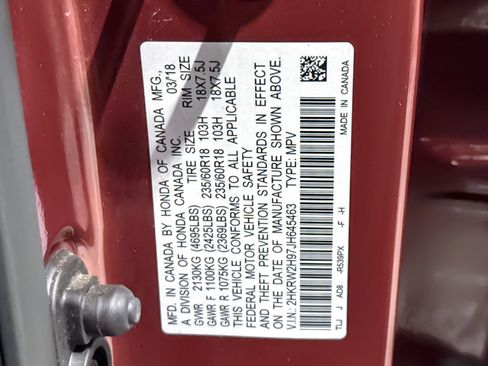 MFD. IN CANADA BY HONDA OF CANADA MFG.,
A DIVISION OF HONDA CANADA INC. 03/18
TIRE SIZE RIM SIZE
GVWR 2130KG (4695LBS)
GAWR F 1100KG (2425LBS) 235/60R18 103H 18X7.5J
GAWR R 1075KG (2369LBS) 235/60R18 103H 18X7.5J
THIS VEHICLE CONFORMS TO ALL APPLICABLE
FEDERAL MOTOR VEHICLE SAFETY
AND THEFT PREVENTION STANDARDS IN EFFECT
ON THE DATE OF MANUFACTURE SHOWN ABOVE.
V.I.N: 2HKRW2H97JH645463 TYPE: MPV
TLJ J AD8 -R539PX -F -H MADE IN CANADA